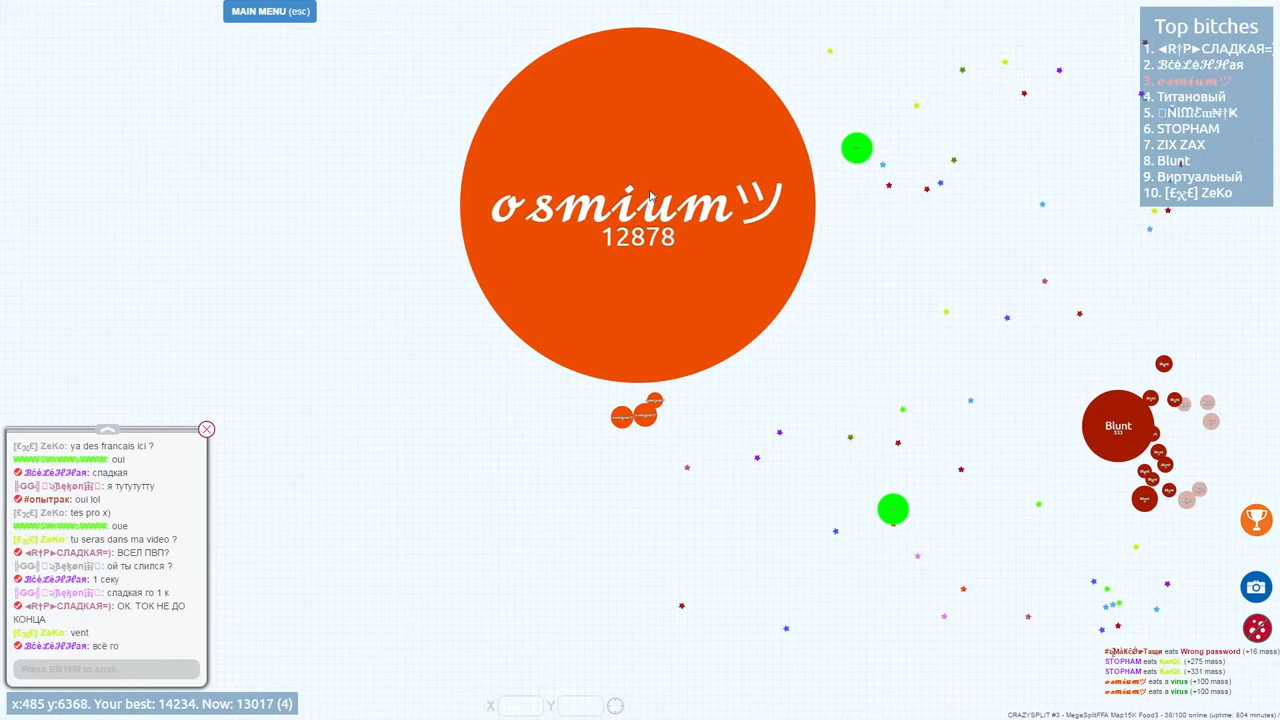 MAIN MENU (esc)
Top bitches
1. ◄R†P►СЛАДКАЯ=)
2. ℬčёℒёℋℋая
3. ℴ𝓈𝓂𝒾𝓊𝓂ツ
4. Титановый
6. STOPHAM
7. ZIX ZAX
8. Blunt
9. Виртуальный
10. [£χ£] ZeKo
ℴ𝓈𝓂𝒾𝓊𝓂ツ
12878
Blunt
333
[£χ£] ZeKo: ya des francais ici ?
oui
ℬčёℒёℋℋая: сладкая
я тутутутту
#опытрак: oui lol
[£χ£] ZeKo: tes pro x)
oue
[£χ£] ZeKo: tu seras dans ma video ?
◄R†P►СЛАДКАЯ=): ВСЕЛ ПВП?
ой ты слился ?
ℬčёℒёℋℋая: 1 секу
сладкая го 1 к
◄R†P►СЛАДКАЯ=): ОК. ТОК НЕ ДО
КОНЦА
[£χ£] ZeKo: vent
ℬčёℒёℋℋая: всё го
Press ENTER to chat
x:485 y:6368. Your best: 14234. Now: 13017 (4)
X Y
eats Wrong password (+16 mass)
STOPHAM eats (+275 mass)
STOPHAM eats (+331 mass)
ℴ𝓈𝓂𝒾𝓊𝓂ツ eats a virus (+100 mass)
ℴ𝓈𝓂𝒾𝓊𝓂ツ eats a virus (+100 mass)
CRAZYSPLIT #3 - MegaSplitFFA Map15K Food3 - 38/100 online (uptime: 804 minutes)